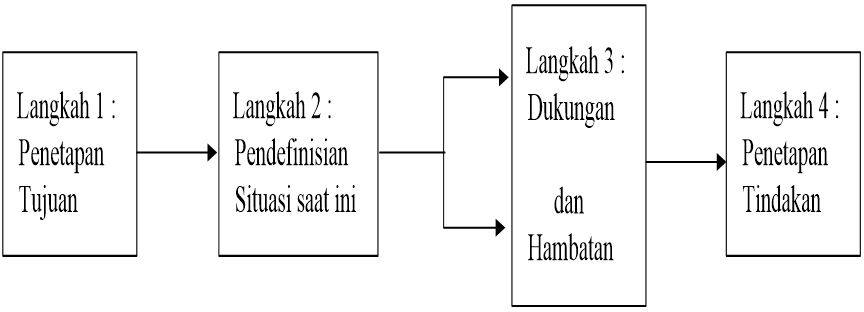 Langkah 1 :
Penetapan
Tujuan
Langkah 2 :
Pendefinisian
Situasi saat ini
Langkah 3 :
Dukungan
dan
Hambatan
Langkah 4 :
Penetapan
Tindakan